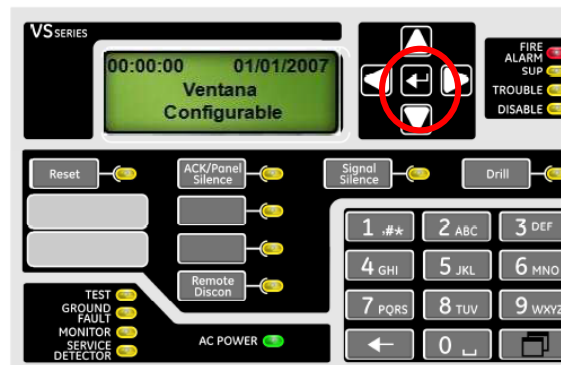 VS SERIES
00:00:00 01/01/2007
Ventana
Configurable
FIRE
ALARM
SUP
TROUBLE
DISABLE
Reset
ACK/Panel
Silence
Signal
Silence
Drill
1 .#* 2 ABC 3 DEF
4 GHI 5 JKL 6 MNO
Remote
Discon
7 PQRS 8 TUV 9 WXYZ
0
TEST
GROUND
FAULT
MONITOR
SERVICE
DETECTOR
AC POWER